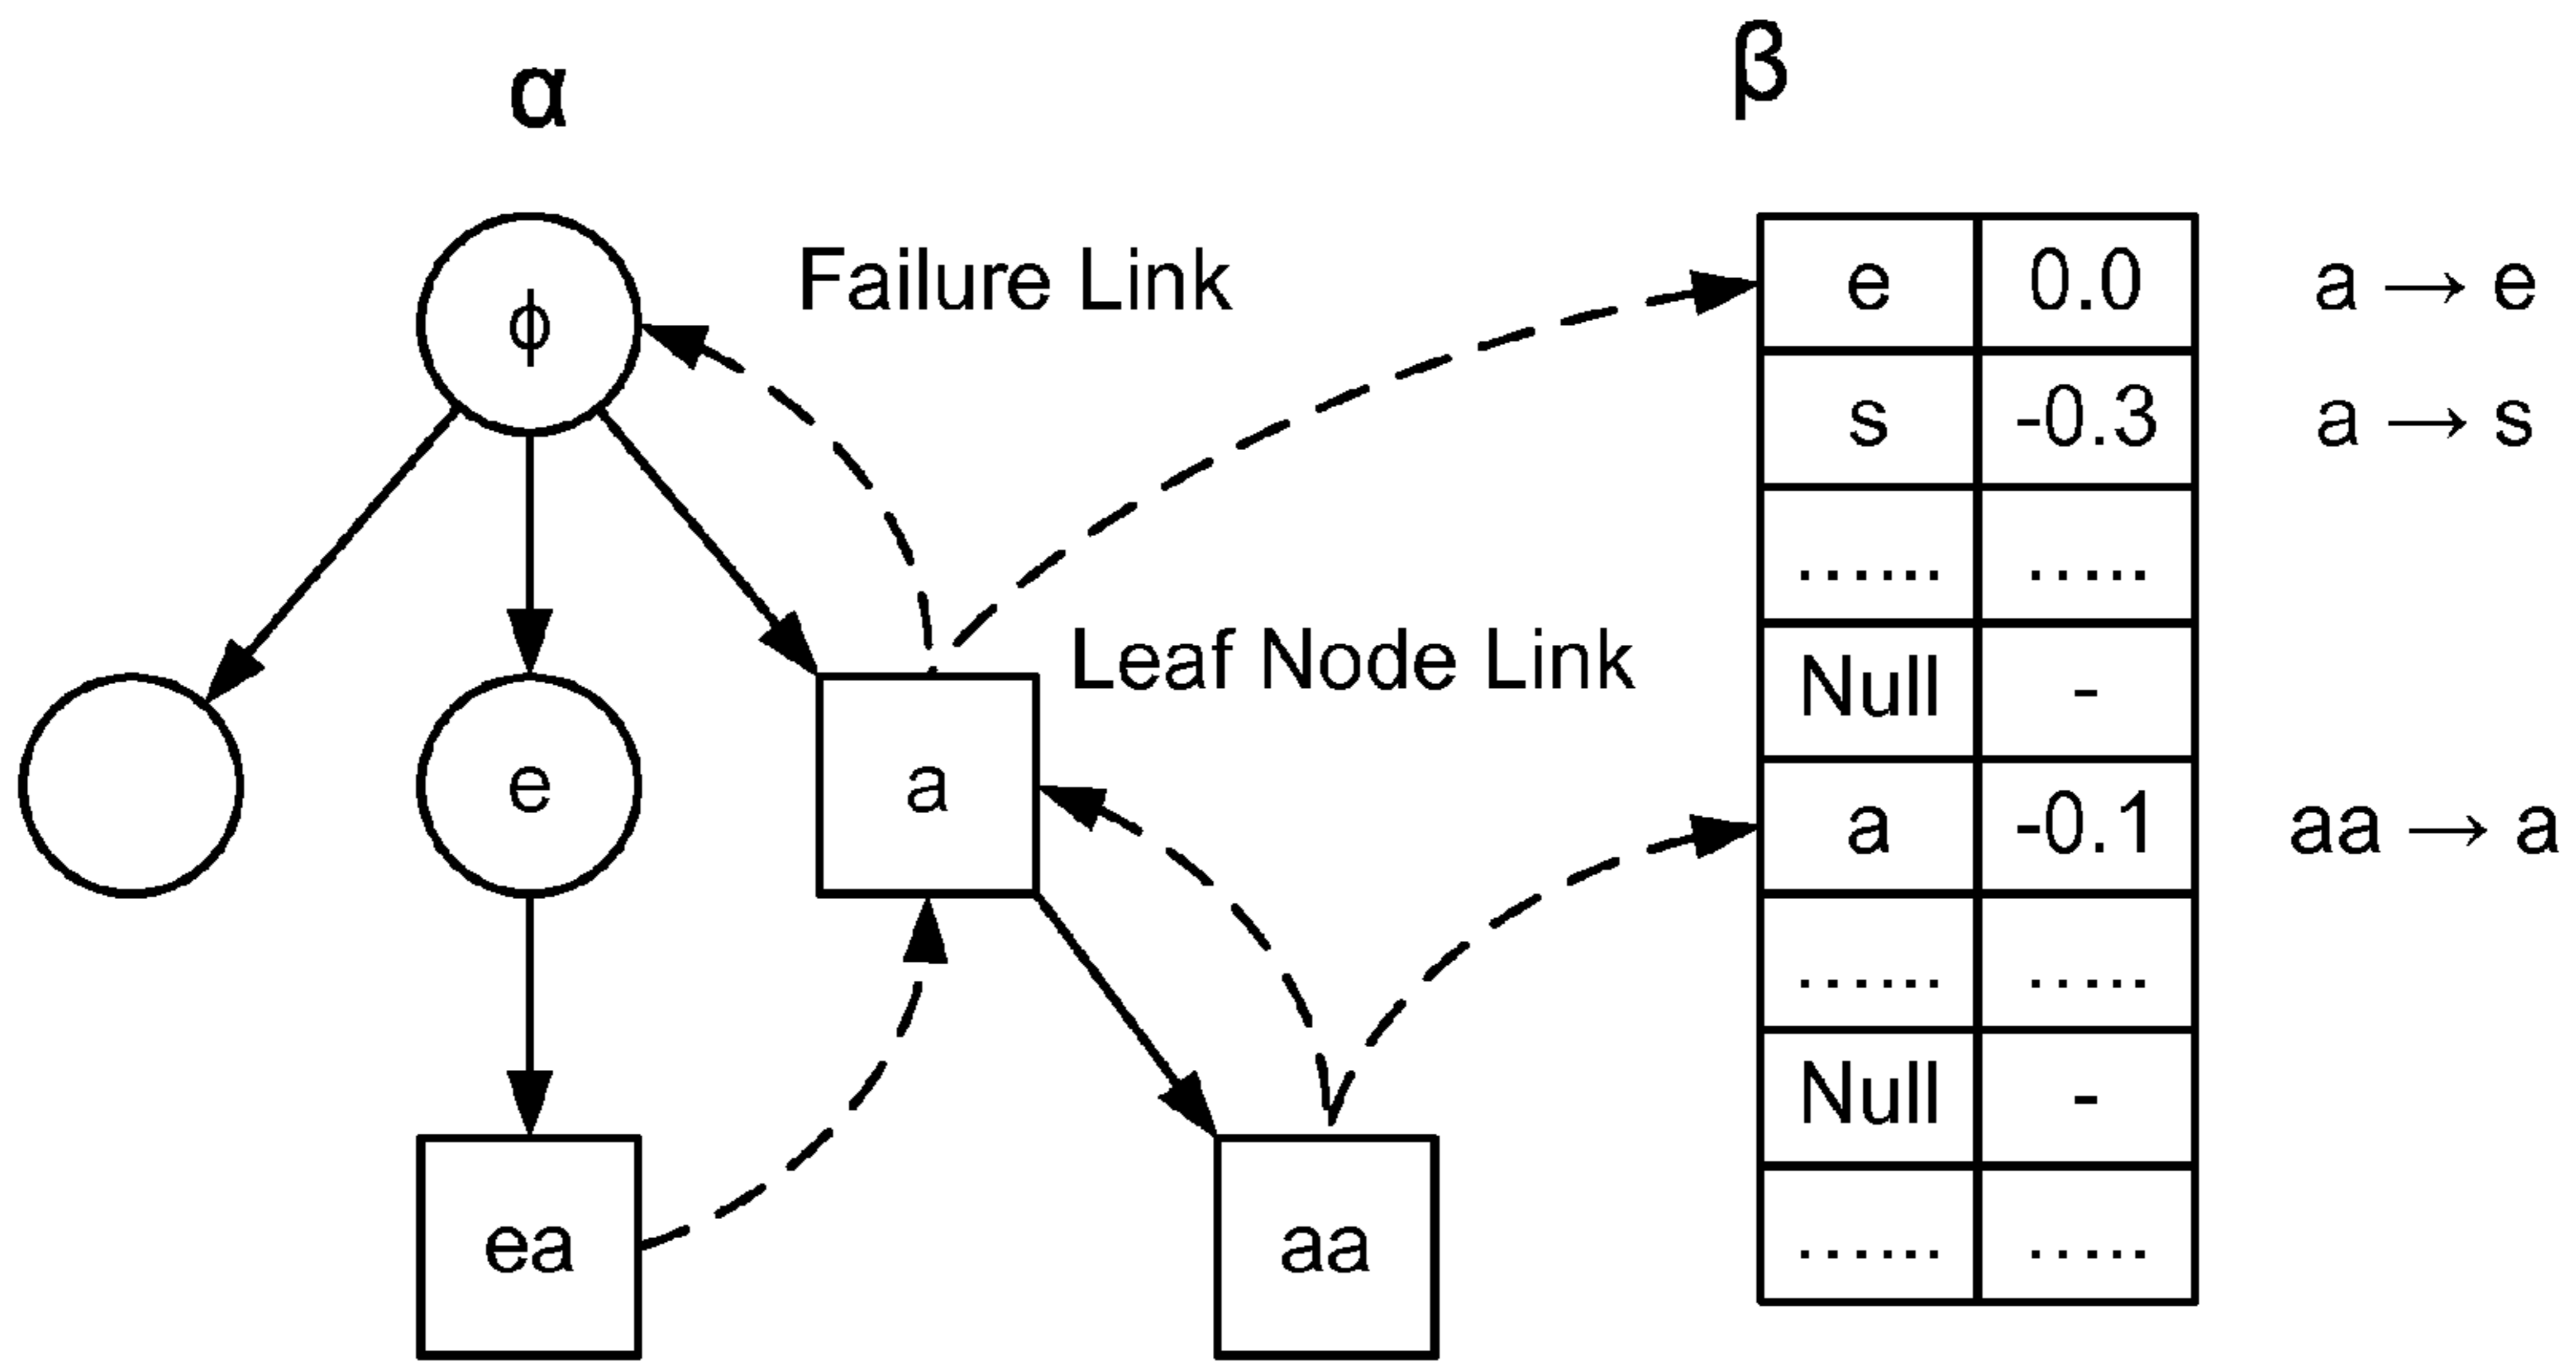 α
β
Failure Link
ϕ
e 0.0 a → e
s -0.3 a → s
...... .....
Leaf Node Link
Null -
e
a
a -0.1 aa → a
...... .....
Null -
ea
aa
...... .....